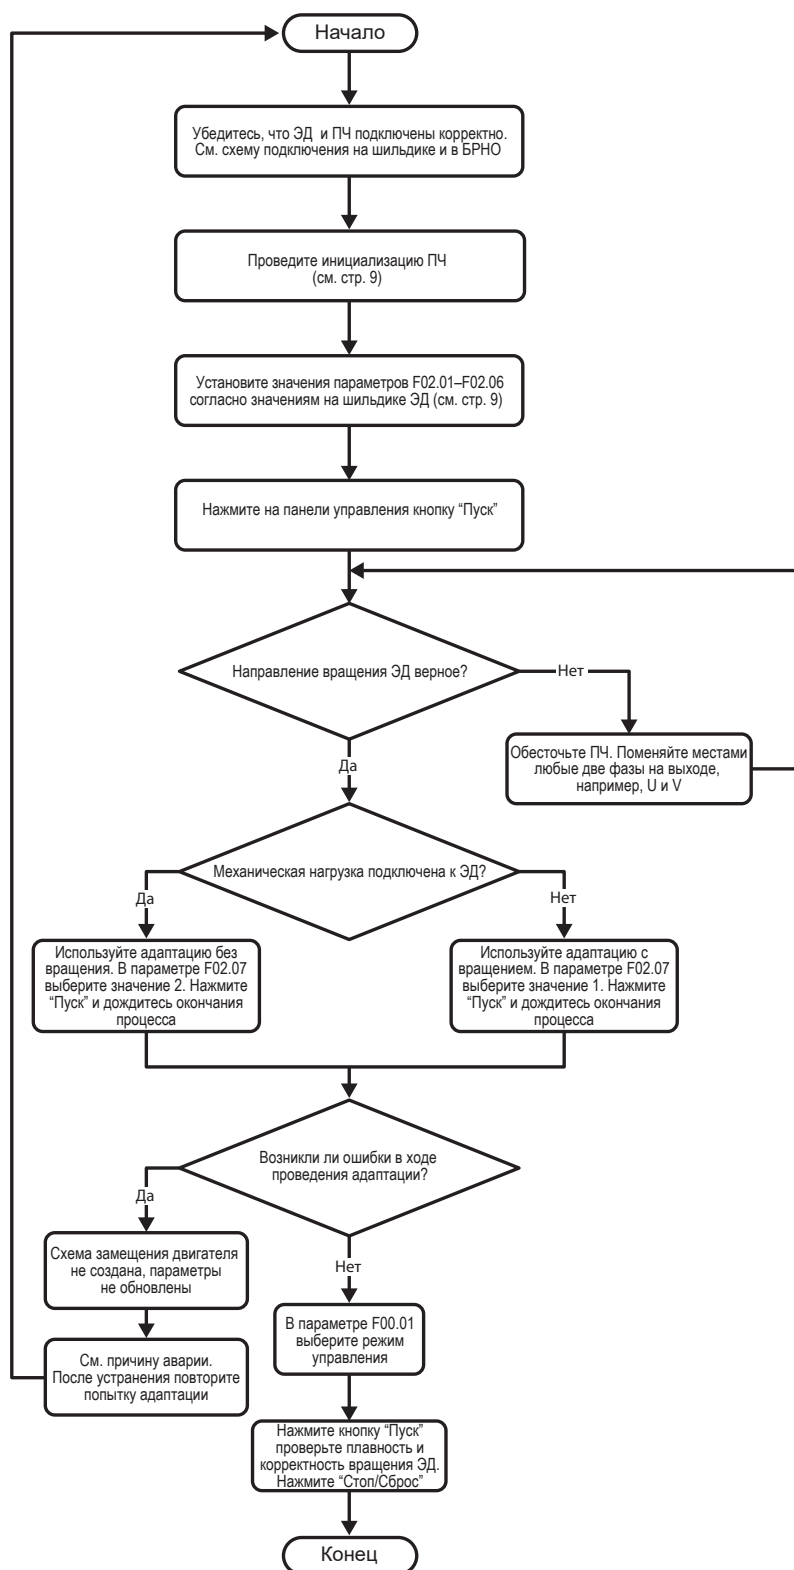 Начало
Убедитесь, что ЭД и ПЧ подключены корректно.
См. схему подключения на шильдике и в БРНО
Проведите инициализацию ПЧ
(см. стр. 9)
Установите значения параметров F02.01–F02.06
согласно значениям на шильдике ЭД (см. стр. 9)
Нажмите на панели управления кнопку “Пуск”
Направление вращения ЭД верное?
Нет
Обесточьте ПЧ. Поменяйте местами
любые две фазы на выходе,
например, U и V
Да
Механическая нагрузка подключена к ЭД?
Да
Нет
Используйте адаптацию без
вращения. В параметре F02.07
выберите значение 2. Нажмите
“Пуск” и дождитесь окончания
процесса
Используйте адаптацию с
вращением. В параметре F02.07
выберите значение 1. Нажмите
“Пуск” и дождитесь окончания
процесса
Возникли ли ошибки в ходе
проведения адаптации?
Да
Схема замещения двигателя
не создана, параметры
не обновлены
См. причину аварии.
После устранения повторите
попытку адаптации
Нет
В параметре F00.01
выберите режим
управления
Нажмите кнопку “Пуск”
проверьте плавность и
корректность вращения ЭД.
Нажмите “Стоп/Сброс”
Конец